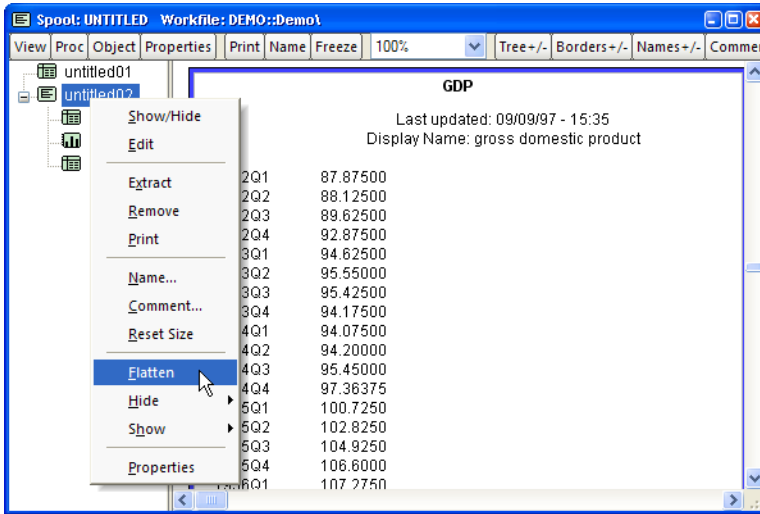 Spool: UNTITLED Workfile: DEMO::Demo\
View Proc Object Properties Print Name Freeze 100% Tree+/- Borders+/- Names+/- Comme
untitled01
untitled02
GDP
Last updated: 09/09/97 - 15:35
Display Name: gross domestic product
Show/Hide
Edit
Extract
Remove
Print
Name...
Comment...
Reset Size
Flatten
Hide
Show
Properties
2Q1 87.87500
2Q2 88.12500
2Q3 89.62500
2Q4 92.87500
3Q1 94.62500
3Q2 95.55000
3Q3 95.42500
3Q4 94.17500
4Q1 94.07500
4Q2 94.20000
4Q3 95.45000
4Q4 97.36375
5Q1 100.7250
5Q2 102.8250
5Q3 104.9250
5Q4 106.6000
1956Q1 107.2750